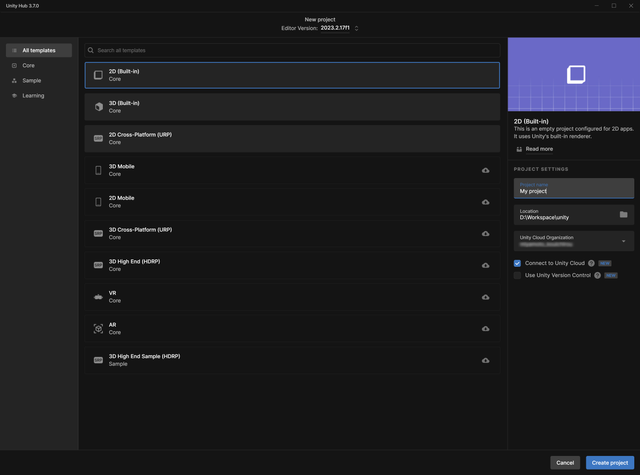 Unity Hub 3.7.0
New project
Editor Version: 2023.2.17f1
All templates
Core
Sample
Learning
Search all templates
2D (Built-in)
Core
3D (Built-in)
Core
2D Cross-Platform (URP)
Core
3D Mobile
Core
2D Mobile
Core
3D Cross-Platform (URP)
Core
3D High End (HDRP)
Core
VR
Core
AR
Core
3D High End Sample (HDRP)
Sample
2D (Built-in)
This is an empty project configured for 2D apps.
It uses Unity's built-in renderer.
Read more
PROJECT SETTINGS
Project name
My project
Location
D:\Workspace\unity
Unity Cloud Organization
Connect to Unity Cloud ? NEW
Use Unity Version Control ? NEW
Cancel
Create project